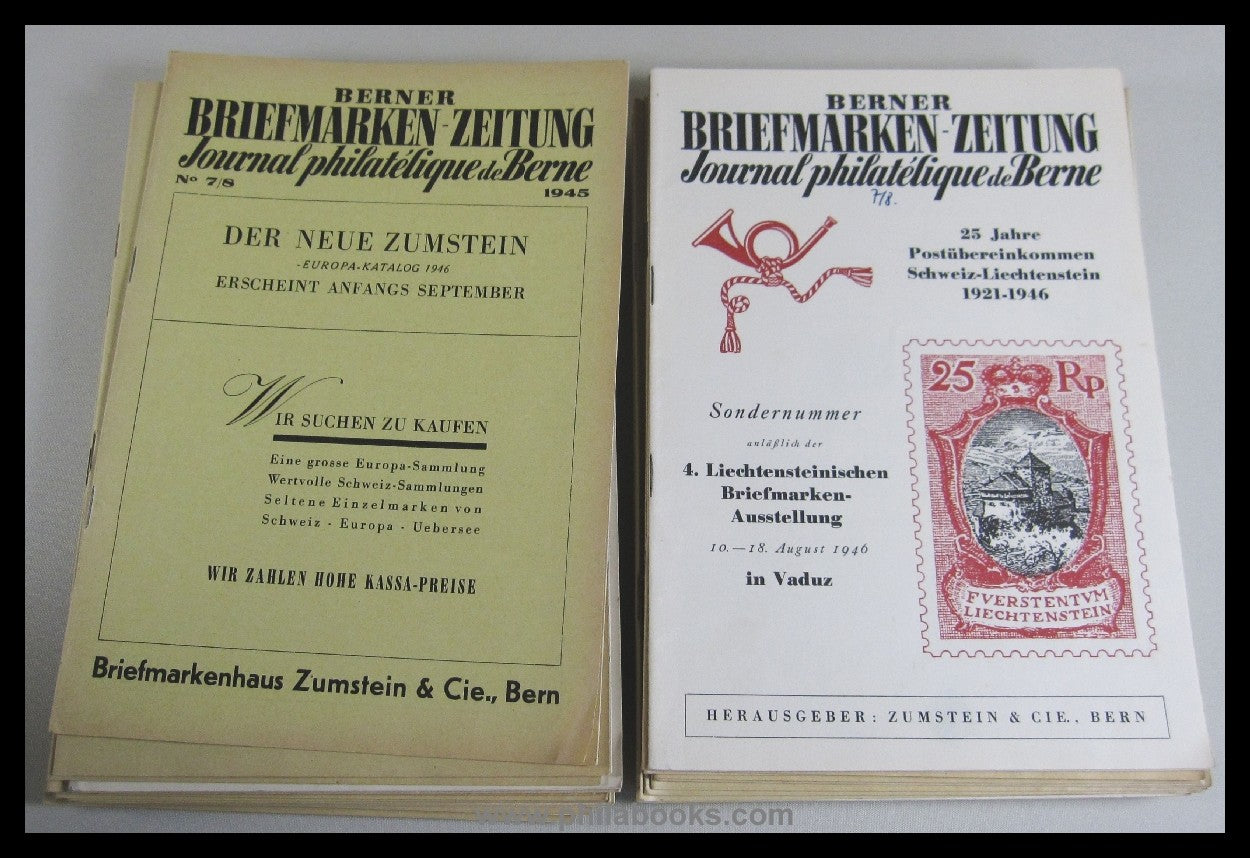 BERNER
BRIEFMARKEN-ZEITUNG
Journal philatélique de Berne
No 7/8
1945
DER NEUE ZUMSTEIN
-EUROPA-KATALOG 1946
ERSCHEINT ANFANGS SEPTEMBER
WIR SUCHEN ZU KAUFEN
Eine grosse Europa-Sammlung
Wertvolle Schweiz-Sammlungen
Seltene Einzelmarken von
Schweiz - Europa - Uebersee
WIR ZAHLEN HOHE KASSA-PREISE
Briefmarkenhaus Zumstein & Cie., Bern
BERNER
BRIEFMARKEN-ZEITUNG
Journal philatélique de Berne
7/8.
25 Jahre
Postübereinkommen
Schweiz-Liechtenstein
1921-1946
25 Rp
Sondernummer
anläßlich der
4. Liechtensteinischen
Briefmarken-
Ausstellung
10.—18. August 1946
in Vaduz
FVERSTENTVM
LIECHTENSTEIN
HERAUSGEBER: ZUMSTEIN & CIE., BERN
www.philabooks.com